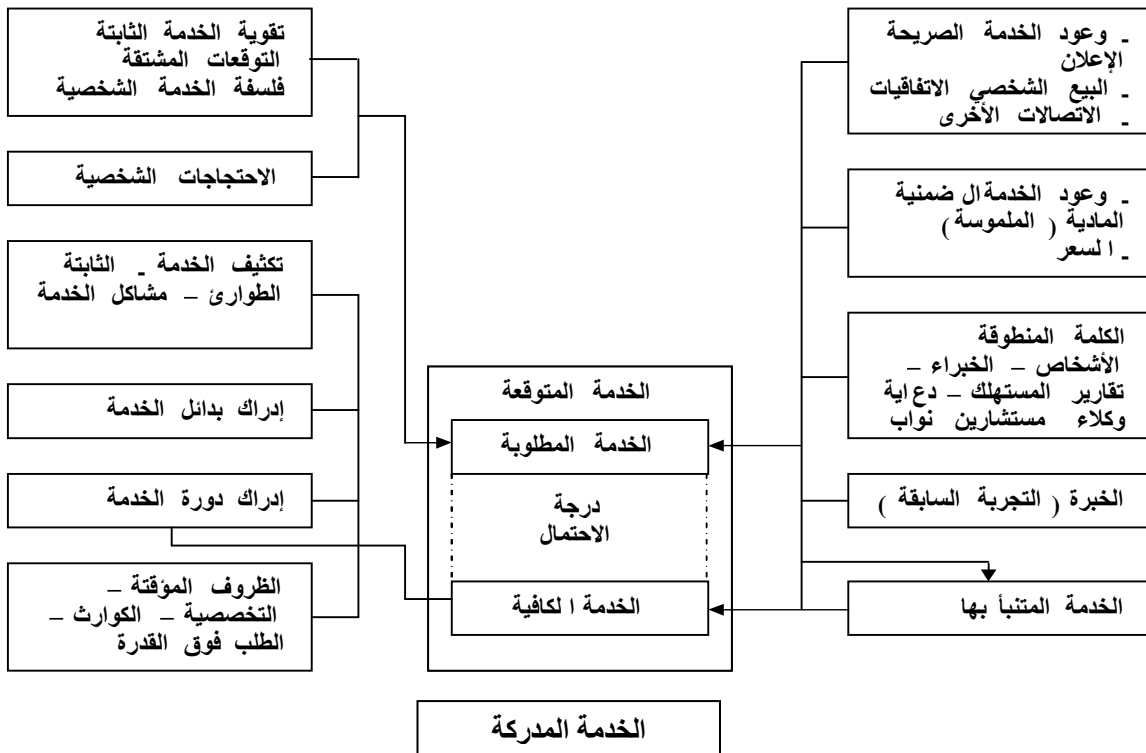 ـ وعود الخدمة الصريحة
الإعلان
ـ البيع الشخصي الاتفاقيات
ـ الاتصالات الأخرى
ـ وعود الخدمة ال ضمنية
المادية ( الملموسة )
ـ ا لسعر
الكلمة المنطوقة
الأشخاص – الخبراء –
تقارير المستهلك – دعاية
وكلاء مستشارين نواب
الخبرة ( التجربة السابقة )
الخدمة المتنبأ بها
الخدمة المتوقعة
الخدمة المطلوبة
درجة
الاحتمال
الخدمة ا لكافية
تقوية الخدمة الثابتة
التوقعات المشتقة
فلسفة الخدمة الشخصية
الاحتجاجات الشخصية
تكثيف الخدمة ـ الثابتة
الطوارئ – مشاكل الخدمة
إدراك بدائل الخدمة
إدراك دورة الخدمة
الظروف المؤقتة –
التخصصية – الكوارث –
الطلب فوق القدرة
الخدمة المدركة